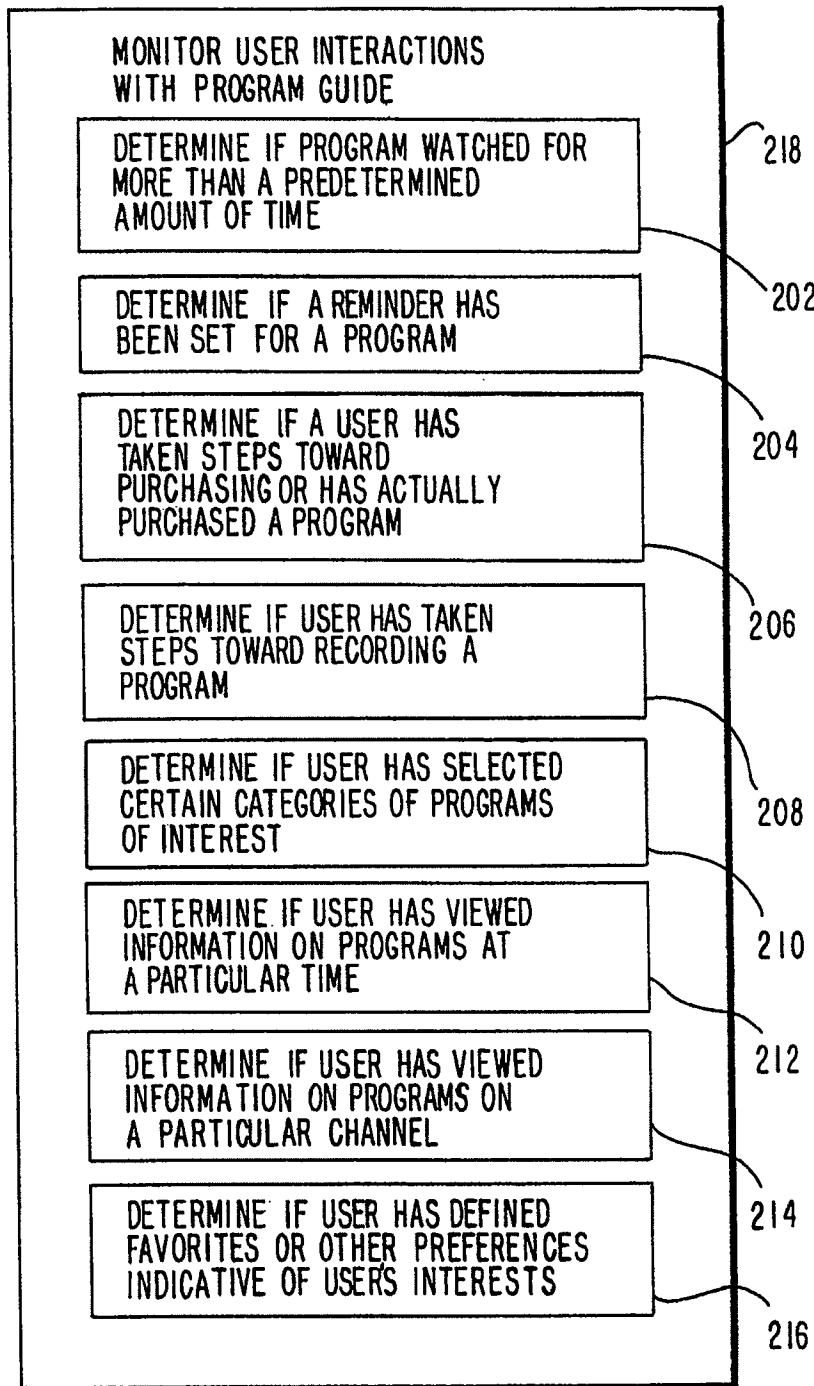 MONITOR USER INTERACTIONS
WITH PROGRAM GUIDE
218
DETERMINE IF PROGRAM WATCHED FOR
MORE THAN A PREDETERMINED
AMOUNT OF TIME
202
DETERMINE IF A REMINDER HAS
BEEN SET FOR A PROGRAM
204
DETERMINE IF A USER HAS
TAKEN STEPS TOWARD
PURCHASING OR HAS ACTUALLY
PURCHASED A PROGRAM
206
DETERMINE IF USER HAS TAKEN
STEPS TOWARD RECORDING A
PROGRAM
208
DETERMINE IF USER HAS SELECTED
CERTAIN CATEGORIES OF PROGRAMS
OF INTEREST
210
DETERMINE IF USER HAS VIEWED
INFORMATION ON PROGRAMS AT
A PARTICULAR TIME
212
DETERMINE IF USER HAS VIEWED
INFORMATION ON PROGRAMS ON
A PARTICULAR CHANNEL
214
DETERMINE IF USER HAS DEFINED
FAVORITES OR OTHER PREFERENCES
INDICATIVE OF USER'S INTERESTS
216